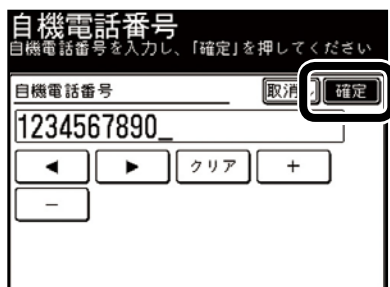 自機電話番号
自機電話番号を入力し、「確定」を押してください
自機電話番号 取消し 確定
1234567890_
◀ ▶ クリア +
−